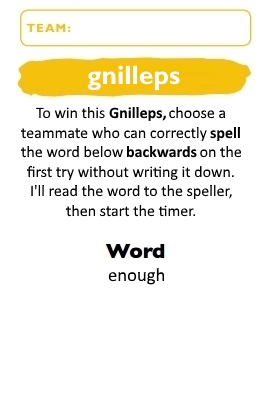 TEAM:
gnilleps
To win this Gnilleps, choose a
teammate who can correctly spell
the word below backwards on the
first try without writing it down.
I'll read the word to the speller,
then start the timer.
Word
enough